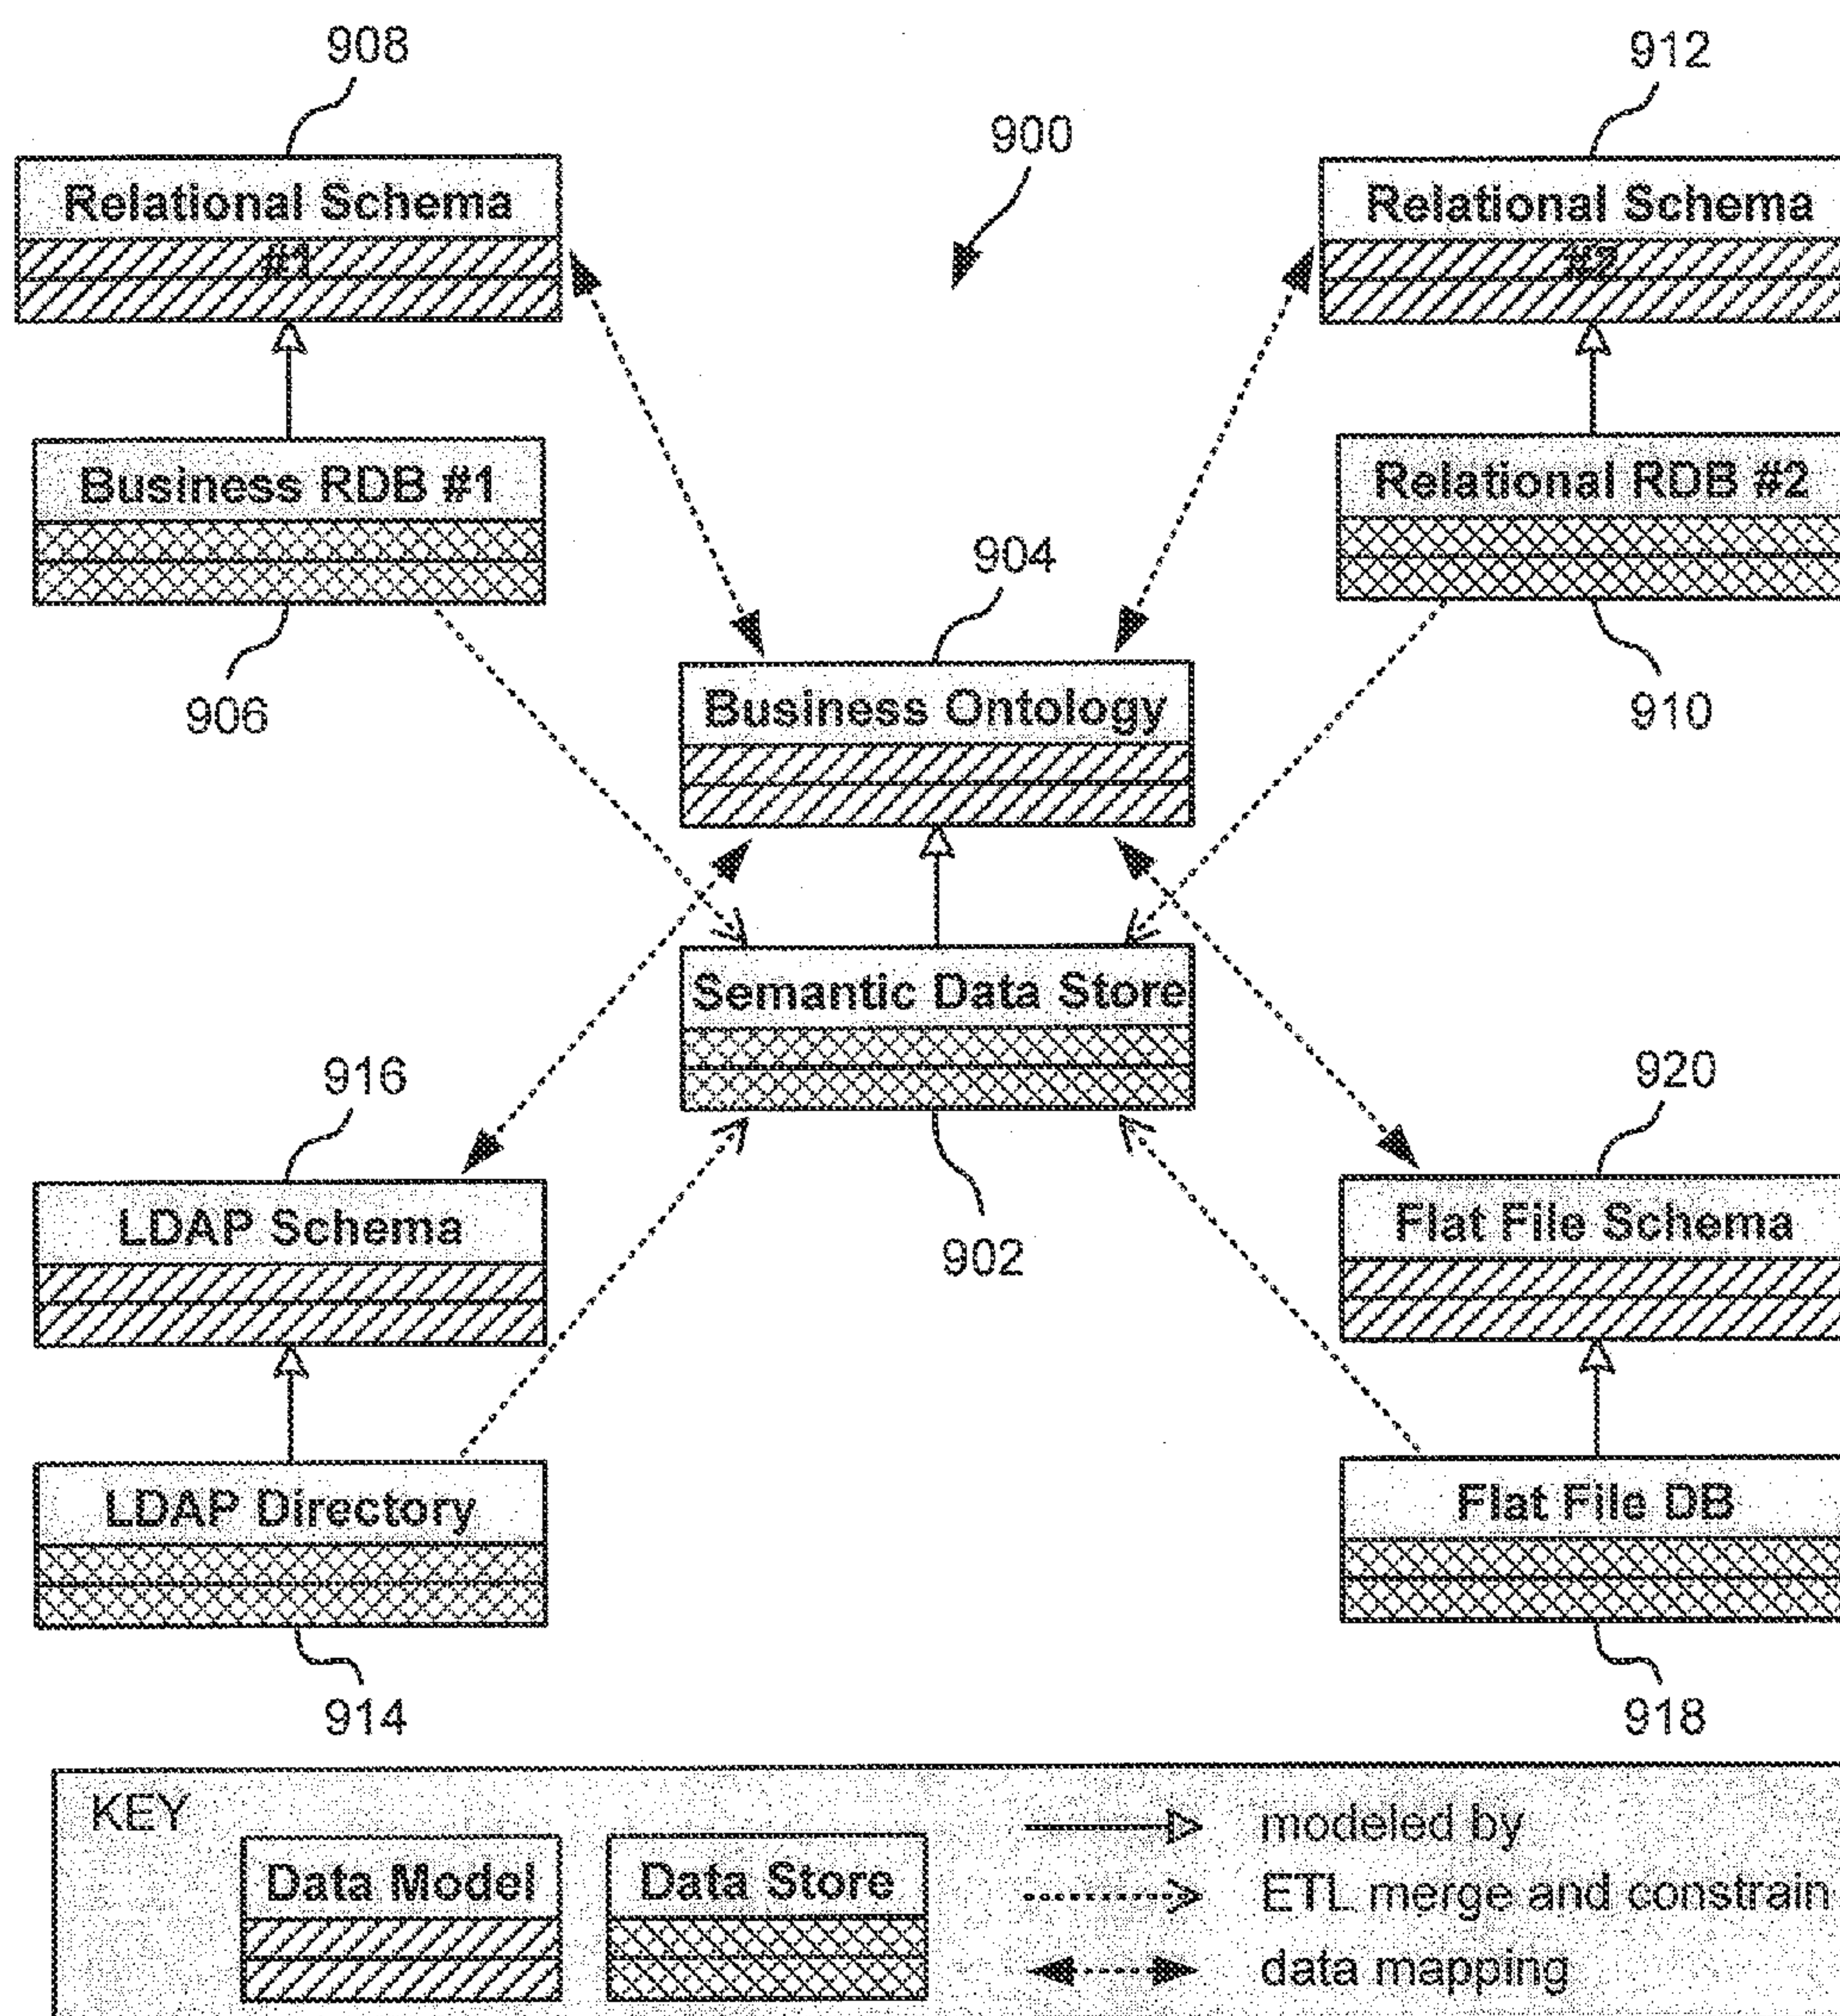 908
912
900
Relational Schema
#1
Relational Schema
#2
Business RDB #1
Relational RDB #2
904
906
910
Business Ontology
Semantic Data Store
916
920
LDAP Schema
Flat File Schema
902
LDAP Directory
Flat File DB
914
918
KEY
Data Model
Data Store
modeled by
ETL merge and constrain
data mapping